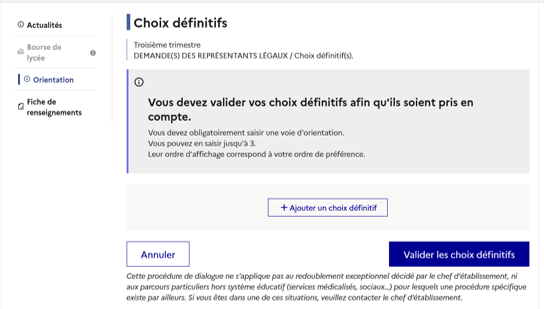 Actualités
Bourse de
lycée
Orientation
Fiche de
renseignements
Choix définitifs
Troisième trimestre
DEMANDE(S) DES REPRÉSENTANTS LÉGAUX / Choix définitif(s).
Vous devez valider vos choix définitifs afin qu'ils soient pris en
compte.
Vous devez obligatoirement saisir une voie d'orientation.
Vous pouvez en saisir jusqu'à 3.
Leur ordre d'affichage correspond à votre ordre de préférence.
+ Ajouter un choix définitif
Annuler
Valider les choix définitifs
Cette procédure de dialogue ne s'applique pas au redoublement exceptionnel décidé par le chef d'établissement, ni
aux parcours particuliers hors système éducatif (services médicalisés, sociaux...) pour lesquels une procédure spécifique
existe par ailleurs. Si vous êtes dans une de ces situations, veuillez contacter le chef d'établissement.